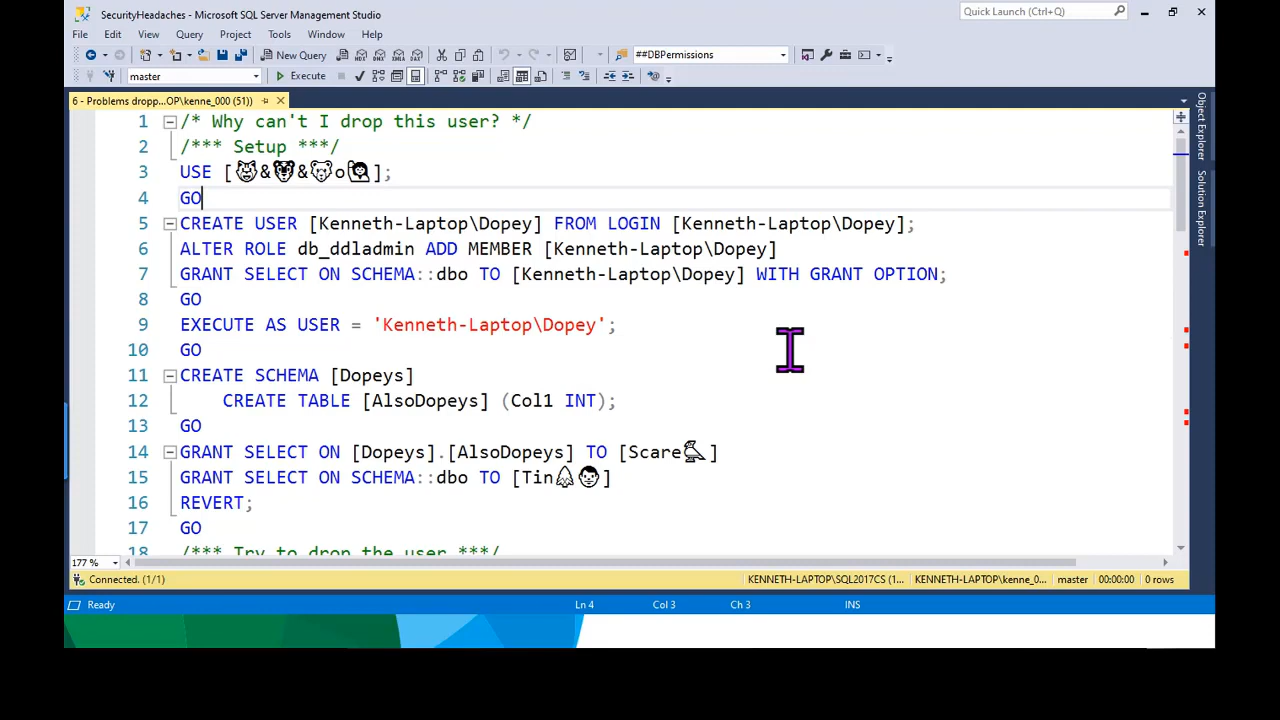 SecurityHeadaches - Microsoft SQL Server Management Studio
Quick Launch (Ctrl+Q)
File Edit View Query Project Tools Window Help
New Query ##DBPermissions
master Execute
6 - Problems dropp...OP\kenne_000 (51))
1 /* Why can't I drop this user? */
2 /*** Setup ***/
3 USE [🐱&🐯&🐻o👧];
4 GO
5 CREATE USER [Kenneth-Laptop\Dopey] FROM LOGIN [Kenneth-Laptop\Dopey];
6 ALTER ROLE db_ddladmin ADD MEMBER [Kenneth-Laptop\Dopey]
7 GRANT SELECT ON SCHEMA::dbo TO [Kenneth-Laptop\Dopey] WITH GRANT OPTION;
8 GO
9 EXECUTE AS USER = 'Kenneth-Laptop\Dopey';
10 GO
11 CREATE SCHEMA [Dopeys]
12 CREATE TABLE [AlsoDopeys] (Col1 INT);
13 GO
14 GRANT SELECT ON [Dopeys].[AlsoDopeys] TO [Scare🐦]
15 GRANT SELECT ON SCHEMA::dbo TO [Tin🌲👨]
16 REVERT;
17 GO
18 /*** Try to drop the user ***/
Object Explorer
Solution Explorer
177 %
Connected. (1/1) KENNETH-LAPTOP\SQL2017CS (1... KENNETH-LAPTOP\kenne_0... master 00:00:00 0 rows
Ready Ln 4 Col 3 Ch 3 INS